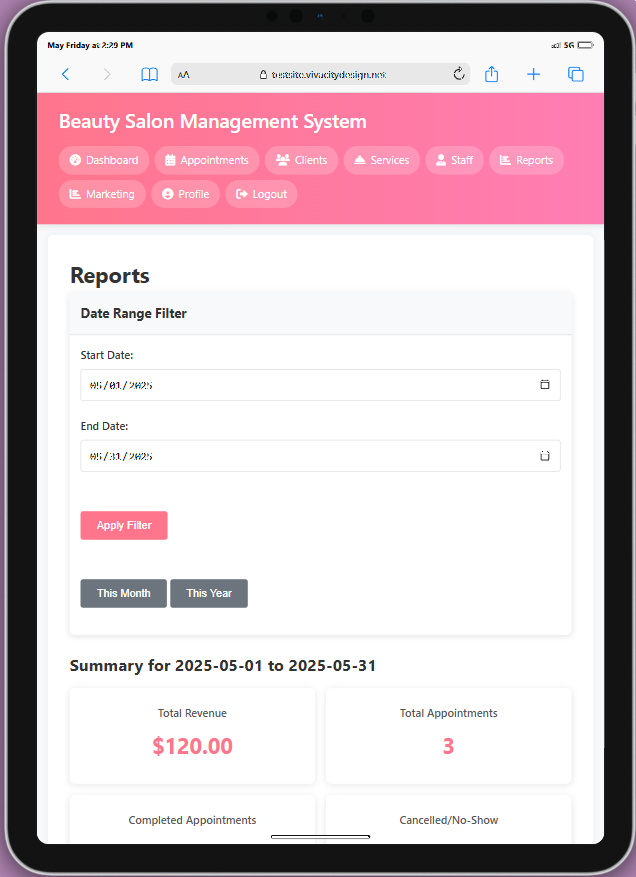 May Friday at 2:29 PM
5G
AA
testsite.vivacitydesign.net
Beauty Salon Management System
Dashboard Appointments Clients Services Staff Reports
Marketing Profile Logout
Reports
Date Range Filter
Start Date:
05/01/2025
End Date:
05/31/2025
Apply Filter
This Month This Year
Summary for 2025-05-01 to 2025-05-31
Total Revenue Total Appointments
$120.00 3
Completed Appointments Cancelled/No-Show